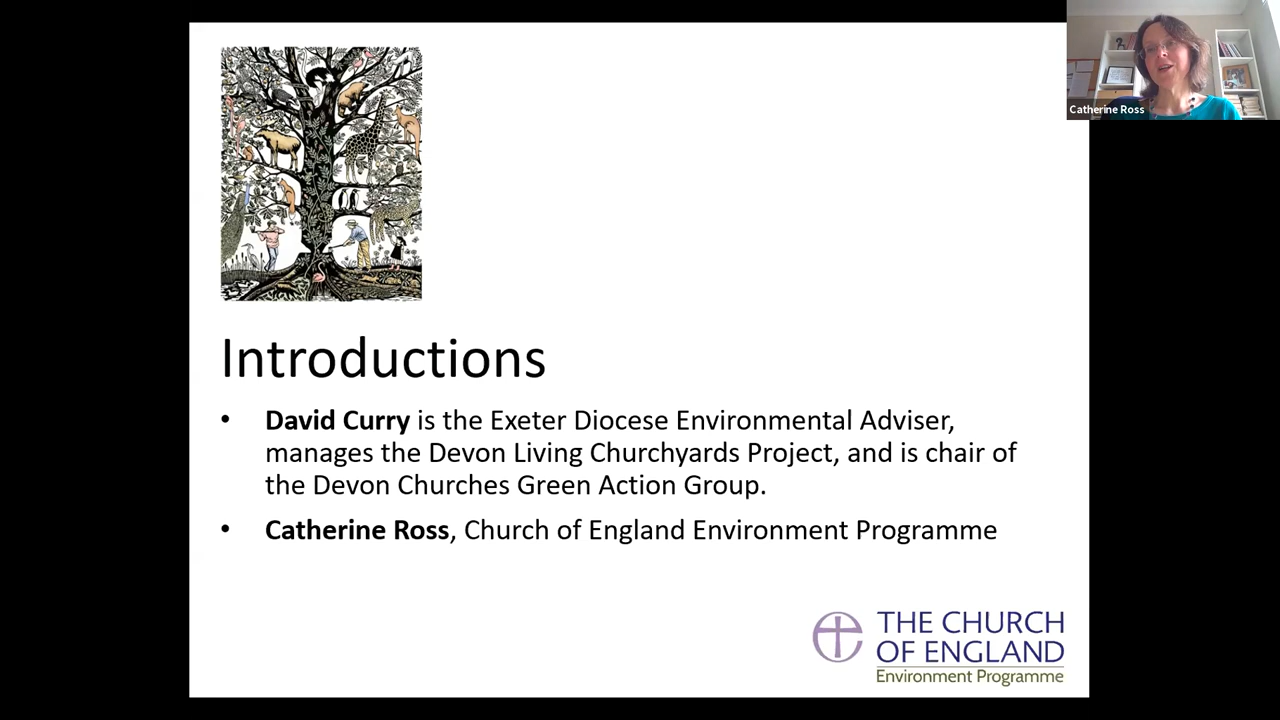 Catherine Ross
Introductions
• David Curry is the Exeter Diocese Environmental Adviser,
manages the Devon Living Churchyards Project, and is chair of
the Devon Churches Green Action Group.
• Catherine Ross, Church of England Environment Programme
THE CHURCH
OF ENGLAND
Environment Programme